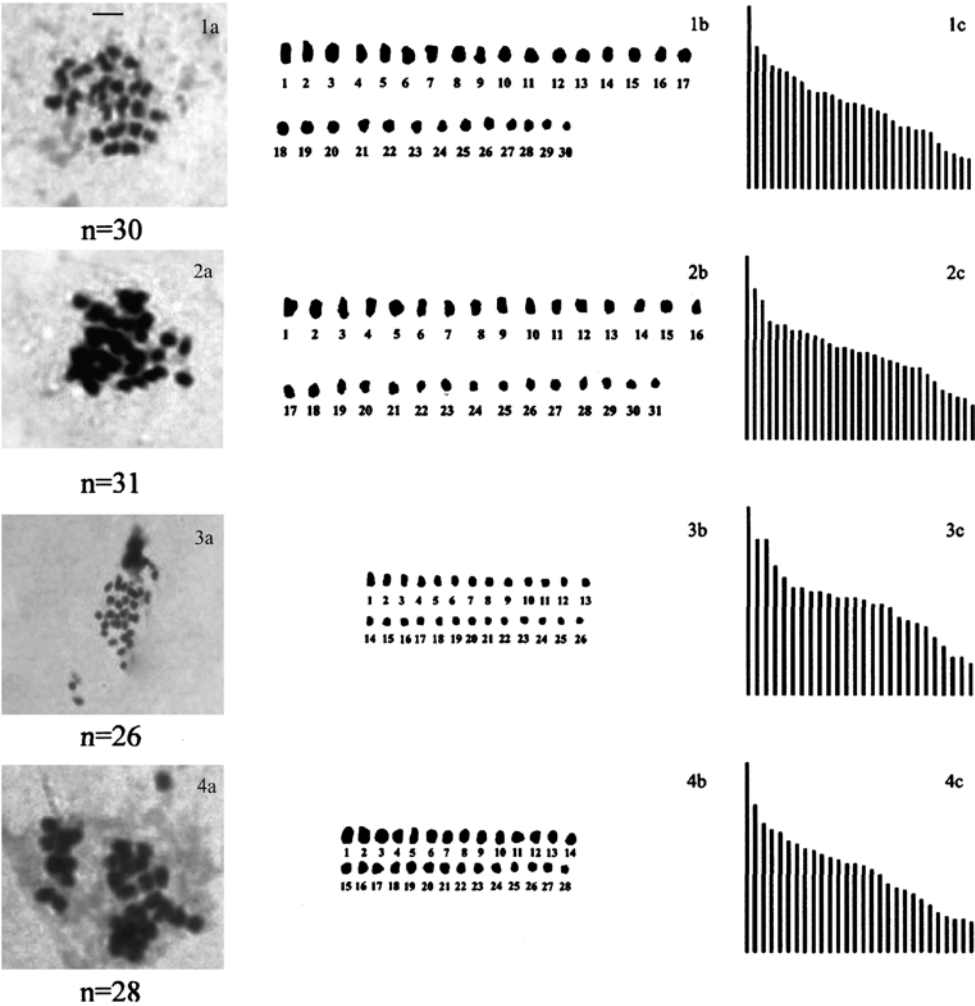 1a 1b 1c
1 2 3 4 5 6 7 8 9 10 11 12 13 14 15 16 17
18 19 20 21 22 23 24 25 26 27 28 29 30
n=30
2a 2b 2c
1 2 3 4 5 6 7 8 9 10 11 12 13 14 15 16
17 18 19 20 21 22 23 24 25 26 27 28 29 30 31
n=31
3a 3b 3c
1 2 3 4 5 6 7 8 9 10 11 12 13
14 15 16 17 18 19 20 21 22 23 24 25 26
n=26
4a 4b 4c
1 2 3 4 5 6 7 8 9 10 11 12 13 14
15 16 17 18 19 20 21 22 23 24 25 26 27 28
n=28